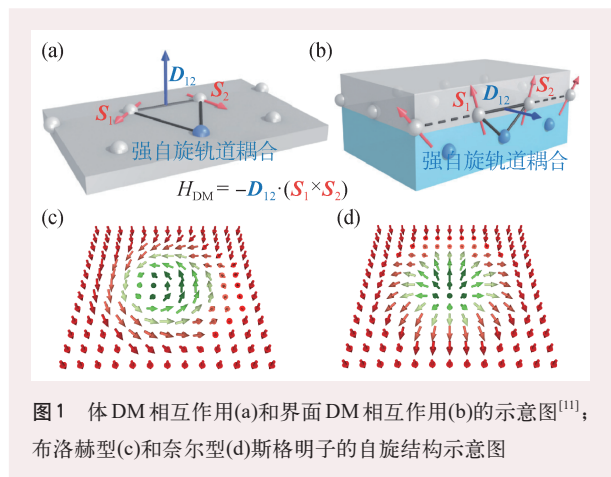 (a)
D12
S1
S2
强自旋轨道耦合
(b)
S1
D12
S2
强自旋轨道耦合
HDM = −D12·(S1×S2)
(c)
(d)
图1 体DM相互作用(a)和界面DM相互作用(b)的示意图[11]；
布洛赫型(c)和奈尔型(d)斯格明子的自旋结构示意图